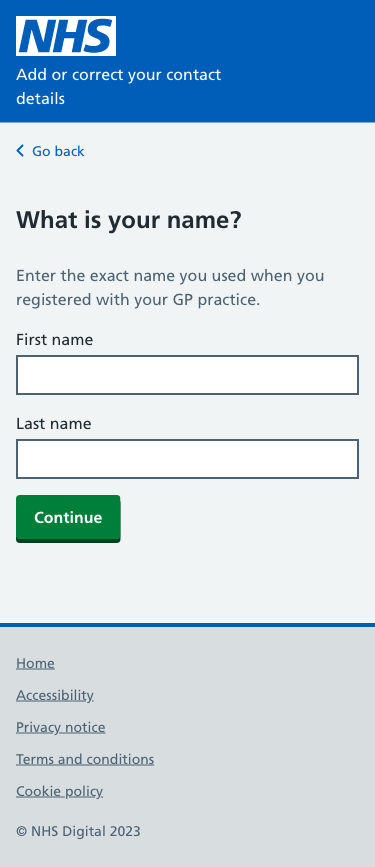 NHS
Add or correct your contact
details
Go back
What is your name?
Enter the exact name you used when you
registered with your GP practice.
First name
Last name
Continue
Home
Accessibility
Privacy notice
Terms and conditions
Cookie policy
© NHS Digital 2023